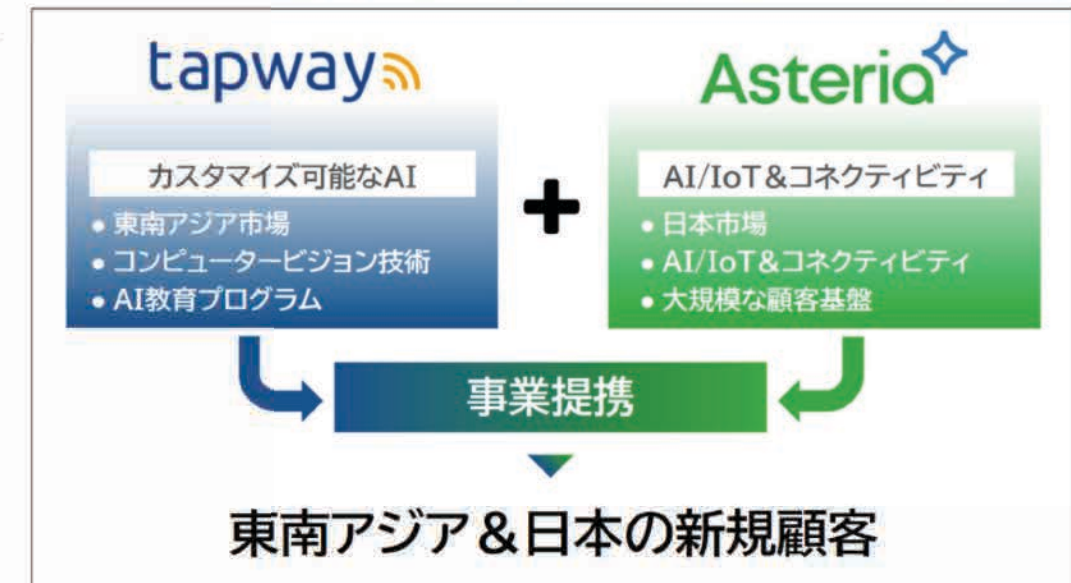 tapway
カスタマイズ可能なAI
● 東南アジア市場
● コンピュータービジョン技術
● AI教育プログラム
+
Asteria
AI/IoT&コネクティビティ
● 日本市場
● AI/IoT&コネクティビティ
● 大規模な顧客基盤
事業提携
東南アジア&日本の新規顧客